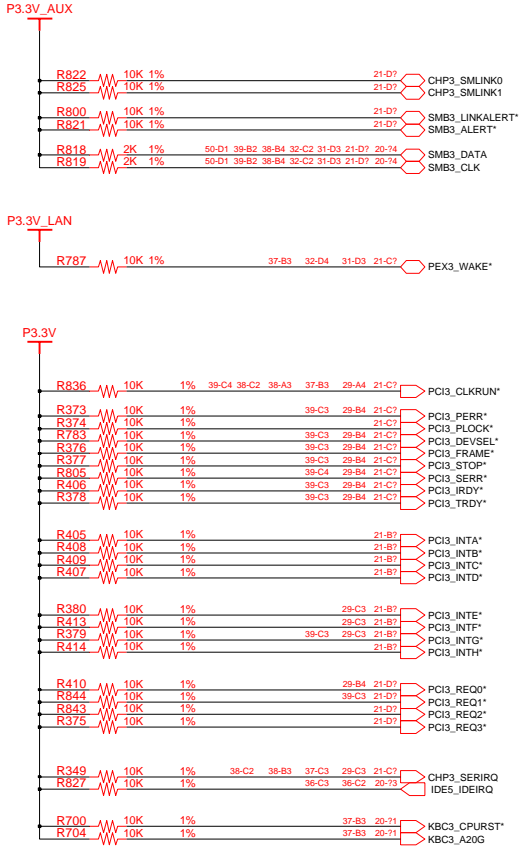 P3.3V_AUX
R822 10K 1% 21-D? CHP3_SMLINK0
R825 10K 1% 21-D? CHP3_SMLINK1
R800 10K 1% 21-D? SMB3_LINKALERT*
R821 10K 1% 21-D? SMB3_ALERT*
R818 2K 1% 50-D1 39-B2 38-B4 32-C2 31-D3 21-D? 20-?4 SMB3_DATA
R819 2K 1% 50-D1 39-B2 38-B4 32-C2 31-D3 21-D? 20-?4 SMB3_CLK
P3.3V_LAN
R787 10K 1% 37-B3 32-D4 31-D3 21-C? PEX3_WAKE*
P3.3V
R836 10K 1% 39-C4 38-C2 38-A3 37-B3 29-A4 21-C? PCI3_CLKRUN*
R373 10K 1% 39-C3 29-B4 21-C? PCI3_PERR*
R374 10K 1% 21-C? PCI3_PLOCK*
R783 10K 1% 39-C3 29-B4 21-C? PCI3_DEVSEL*
R376 10K 1% 39-C3 29-B4 21-C? PCI3_FRAME*
R377 10K 1% 39-C3 29-B4 21-C? PCI3_STOP*
R805 10K 1% 39-C4 29-B4 21-C? PCI3_SERR*
R406 10K 1% 39-C3 29-B4 21-C? PCI3_IRDY*
R378 10K 1% 39-C3 29-B4 21-C? PCI3_TRDY*
R405 10K 1% 21-B? PCI3_INTA*
R408 10K 1% 21-B? PCI3_INTB*
R409 10K 1% 21-B? PCI3_INTC*
R407 10K 1% 21-B? PCI3_INTD*
R380 10K 1% 29-C3 21-B? PCI3_INTE*
R413 10K 1% 29-C3 21-B? PCI3_INTF*
R379 10K 1% 39-C3 29-C3 21-B? PCI3_INTG*
R414 10K 1% 21-B? PCI3_INTH*
R410 10K 1% 29-B4 21-D? PCI3_REQ0*
R844 10K 1% 39-C3 21-D? PCI3_REQ1*
R843 10K 1% 21-D? PCI3_REQ2*
R375 10K 1% 21-D? PCI3_REQ3*
R349 10K 1% 38-C2 38-B3 37-C3 29-C3 21-C? CHP3_SERIRQ
R827 10K 1% 36-C3 36-C2 20-?3 IDE5_IDEIRQ
R700 10K 1% 37-B3 20-?1 KBC3_CPURST*
R704 10K 1% 37-B3 20-?1 KBC3_A20G